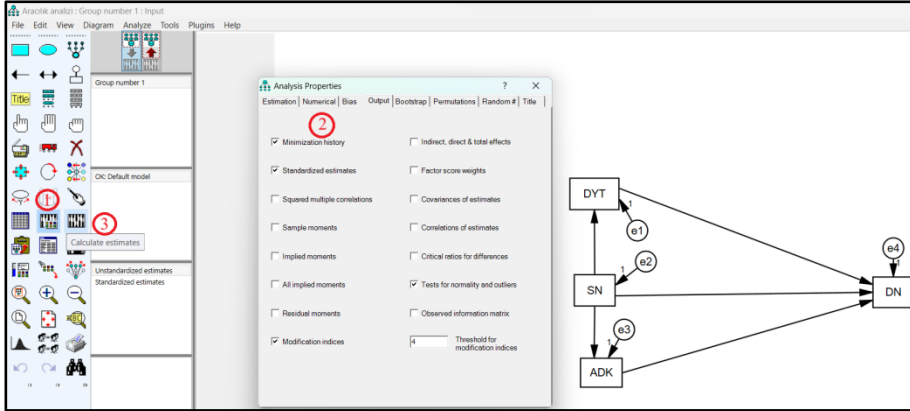 Aracılık analizi : Group number 1 : Input
File Edit View Diagram Analyze Tools Plugins Help
Title
Group number 1
OK: Default model
Unstandardized estimates
Standardized estimates
1
3
Calculate estimates
Analysis Properties ? ×
Estimation Numerical Bias Output Bootstrap Permutations Random # Title
2
Minimization history Indirect, direct & total effects
Standardized estimates Factor score weights
Squared multiple correlations Covariances of estimates
Sample moments Correlations of estimates
Implied moments Critical ratios for differences
All implied moments Tests for normality and outliers
Residual moments Observed information matrix
Modification indices 4 Threshold for
modification indices
DYT
1
e1
e2
1
SN
e4
1
DN
e3
1
ADK